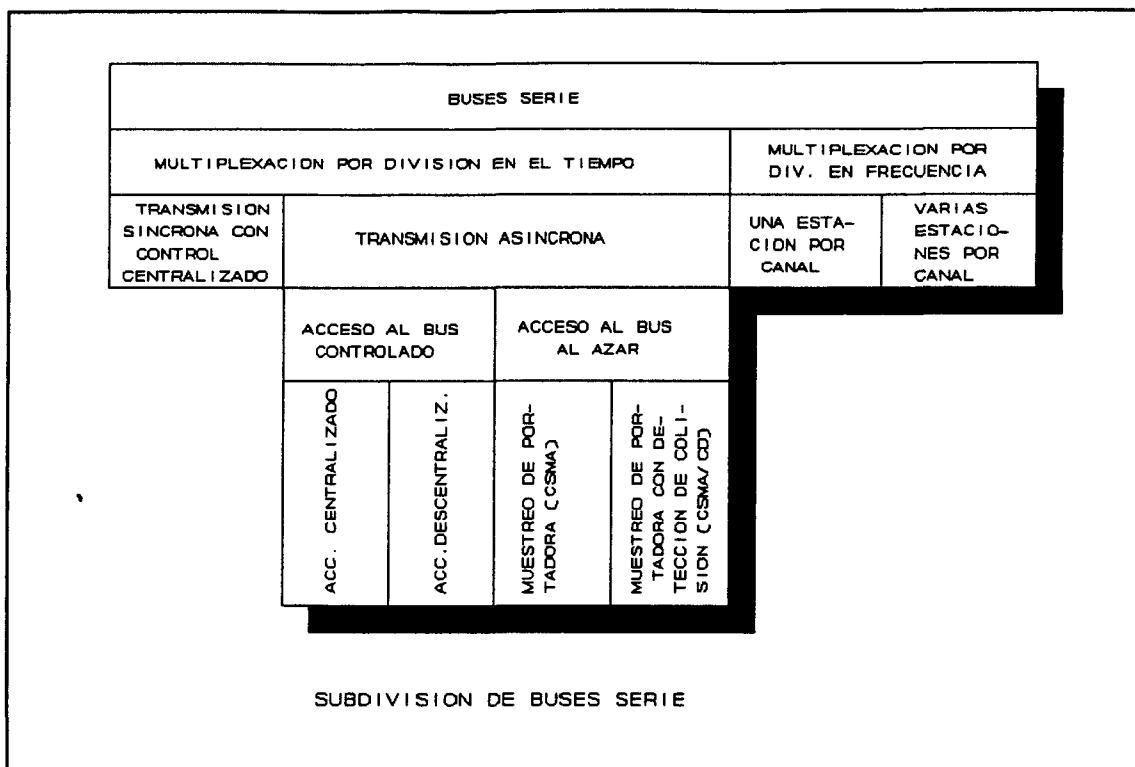 BUSES SERIE
MULTIPLEXACION POR DIVISION EN EL TIEMPO
MULTIPLEXACION POR
DIV. EN FRECUENCIA
TRANSMISION
SINCRONA CON
CONTROL
CENTRALIZADO
TRANSMISION ASINCRONA
UNA ESTA-
CION POR
CANAL
VARIAS
ESTACIO-
NES POR
CANAL
ACCESO AL BUS
CONTROLADO
ACCESO AL BUS
AL AZAR
ACC. CENTRALIZADO
ACC.DESCENTRALIZ.
MUESTREO DE POR-
TADORA (CSMA)
MUESTREO DE POR-
TADORA CON DE-
TECCION DE COLI-
SION (CSMA/CD)
SUBDIVISION DE BUSES SERIE